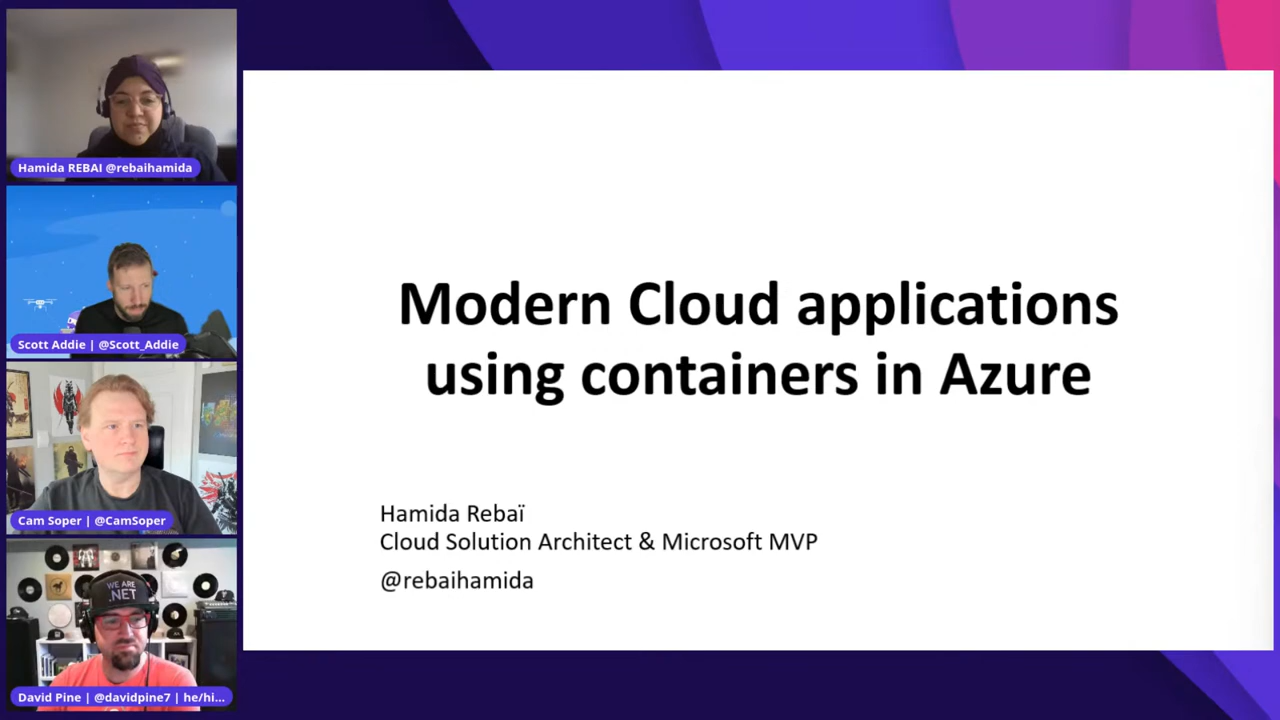 Hamida REBAI @rebaihamida
Scott Addie | @Scott_Addie
Cam Soper | @CamSoper
WE ARE
.NET
David Pine | @davidpine7 | he/hi...
Modern Cloud applications
using containers in Azure
Hamida Rebaï
Cloud Solution Architect & Microsoft MVP
@rebaihamida